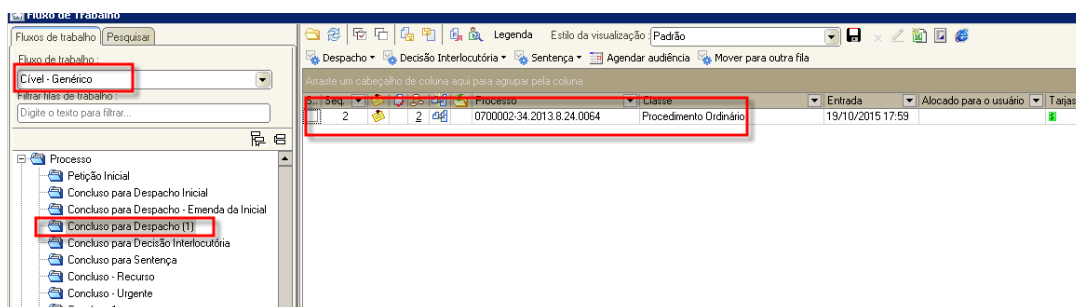 Fluxo de Trabalho
Fluxos de trabalho Pesquisar
Legenda Estilo da visualização: Padrão
Fluxo de trabalho :
Despacho Decisão Interlocutória Sentença Agendar audiência Mover para outra fila
Cível - Genérico
Arraste um cabeçalho de coluna aqui para agrupar pela coluna
Filtrar filas de trabalho :
S.. Seq. Processo Classe Entrada Alocado para o usuário Tarjas
Digite o texto para filtrar...
2 2 0700002-34.2013.8.24.0064 Procedimento Ordinário 19/10/2015 17:59
Processo
Petição Inicial
Concluso para Despacho Inicial
Concluso para Despacho - Emenda da Inicial
Concluso para Despacho (1)
Concluso para Decisão Interlocutória
Concluso para Sentença
Concluso - Recurso
Concluso - Urgente